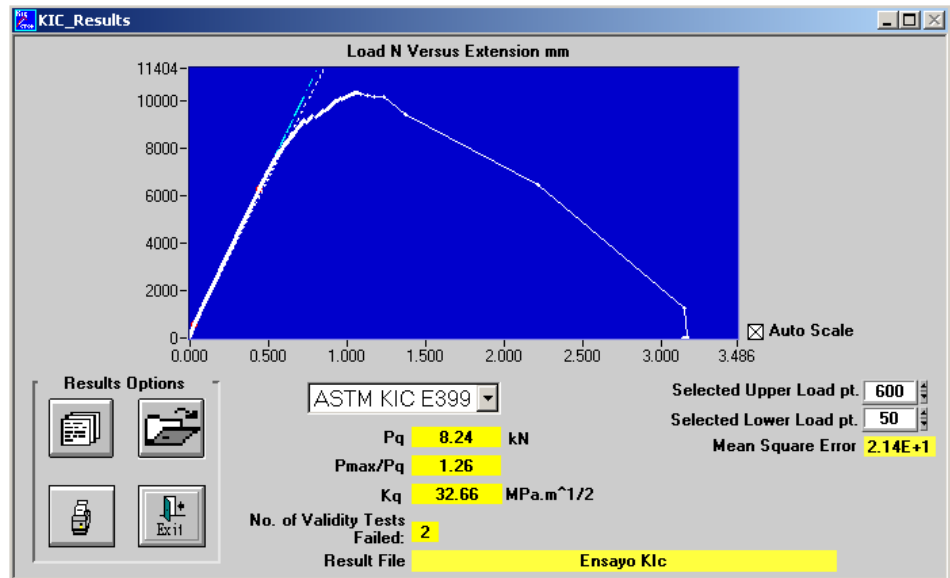 KIC_Results
Load N Versus Extension mm
11404
10000
8000
6000
4000
2000
0
0.000 0.500 1.000 1.500 2.000 2.500 3.000 3.486
Auto Scale
Results Options
Exit
ASTM KIC E399
Pq 8.24 kN
Pmax/Pq 1.26
Kq 32.66 MPa.m^1/2
No. of Validity Tests
Failed: 2
Result File Ensayo KIc
Selected Upper Load pt. 600
Selected Lower Load pt. 50
Mean Square Error 2.14E+1